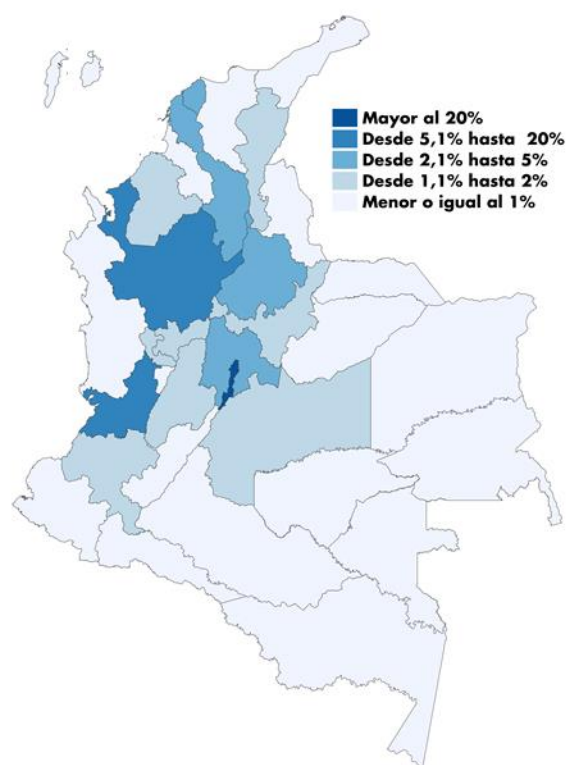 Mayor al 20%
Desde 5,1% hasta 20%
Desde 2,1% hasta 5%
Desde 1,1% hasta 2%
Menor o igual al 1%